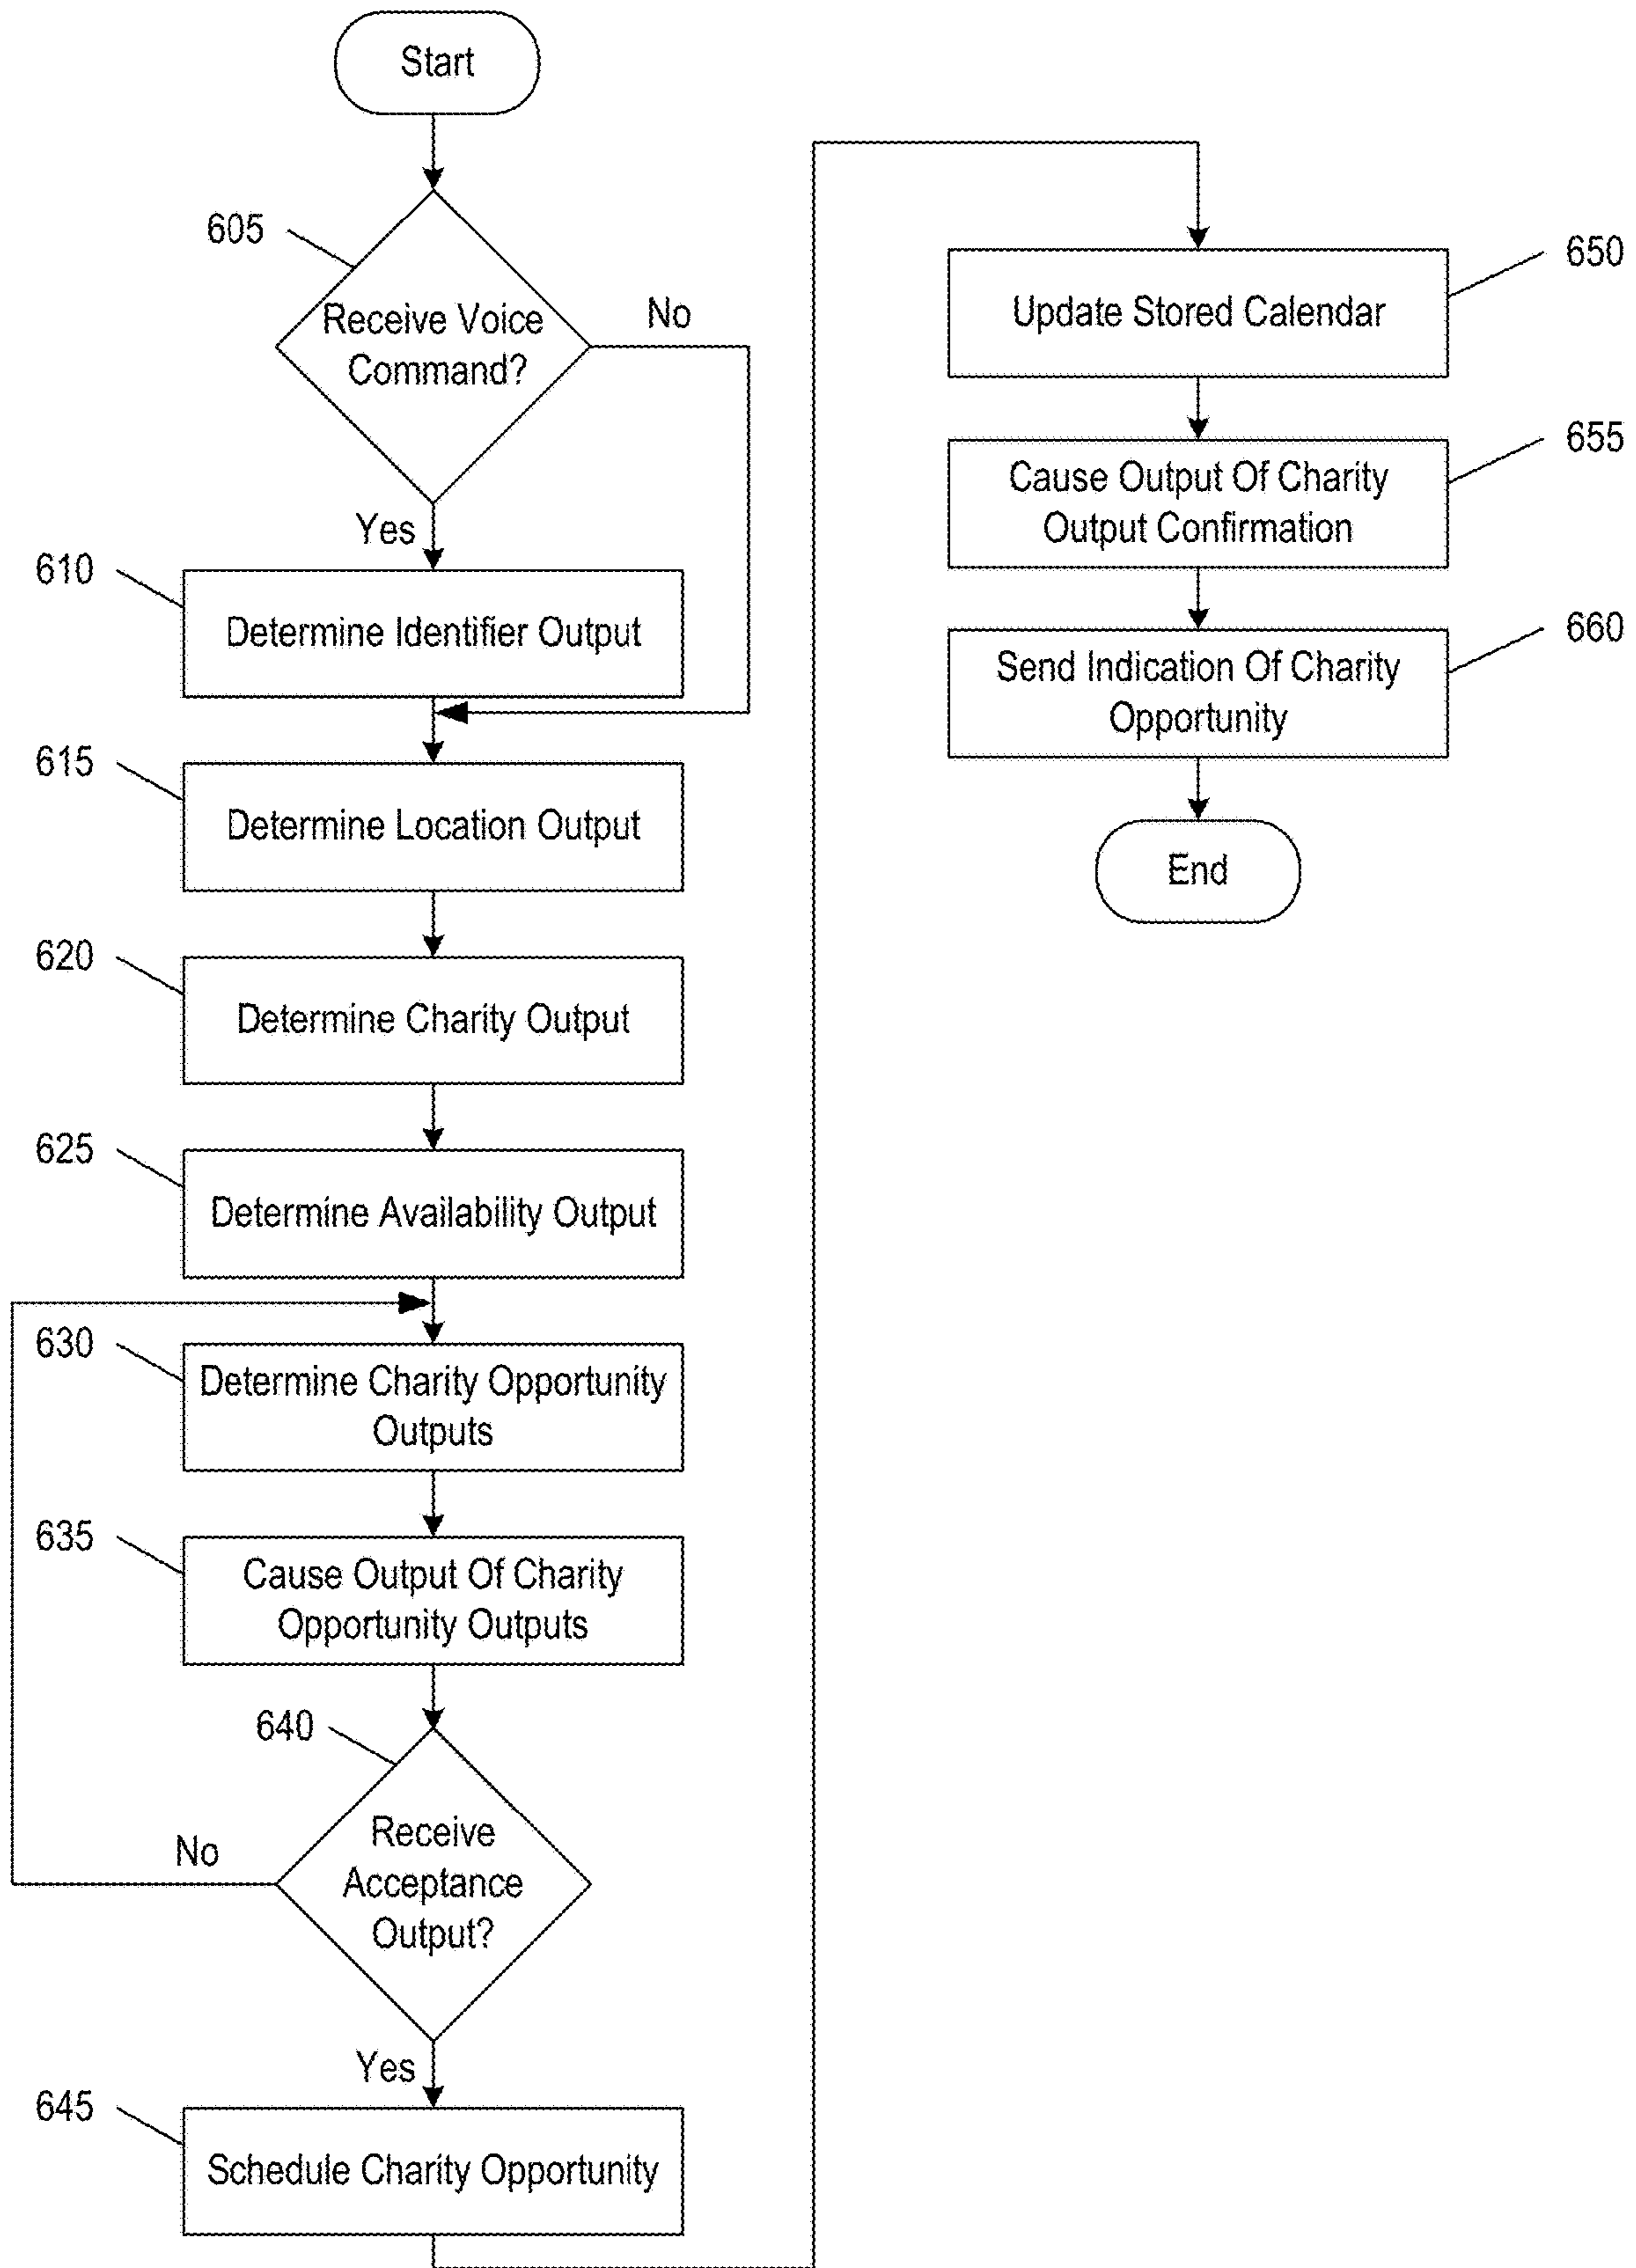 Start
605
Receive Voice
Command?
No
Yes
610
Determine Identifier Output
615
Determine Location Output
620
Determine Charity Output
625
Determine Availability Output
630
Determine Charity Opportunity
Outputs
635
Cause Output Of Charity
Opportunity Outputs
640
Receive
Acceptance
Output?
No
Yes
645
Schedule Charity Opportunity
650
Update Stored Calendar
655
Cause Output Of Charity
Output Confirmation
660
Send Indication Of Charity
Opportunity
End